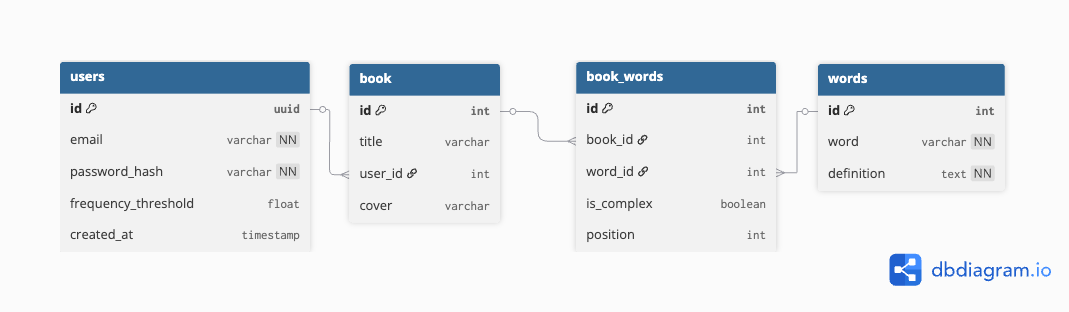 users
id uuid
email varchar NN
password_hash varchar NN
frequency_threshold float
created_at timestamp
book
id int
title varchar
user_id int
cover varchar
book_words
id int
book_id int
word_id int
is_complex boolean
position int
words
id int
word varchar NN
definition text NN
dbdiagram.io